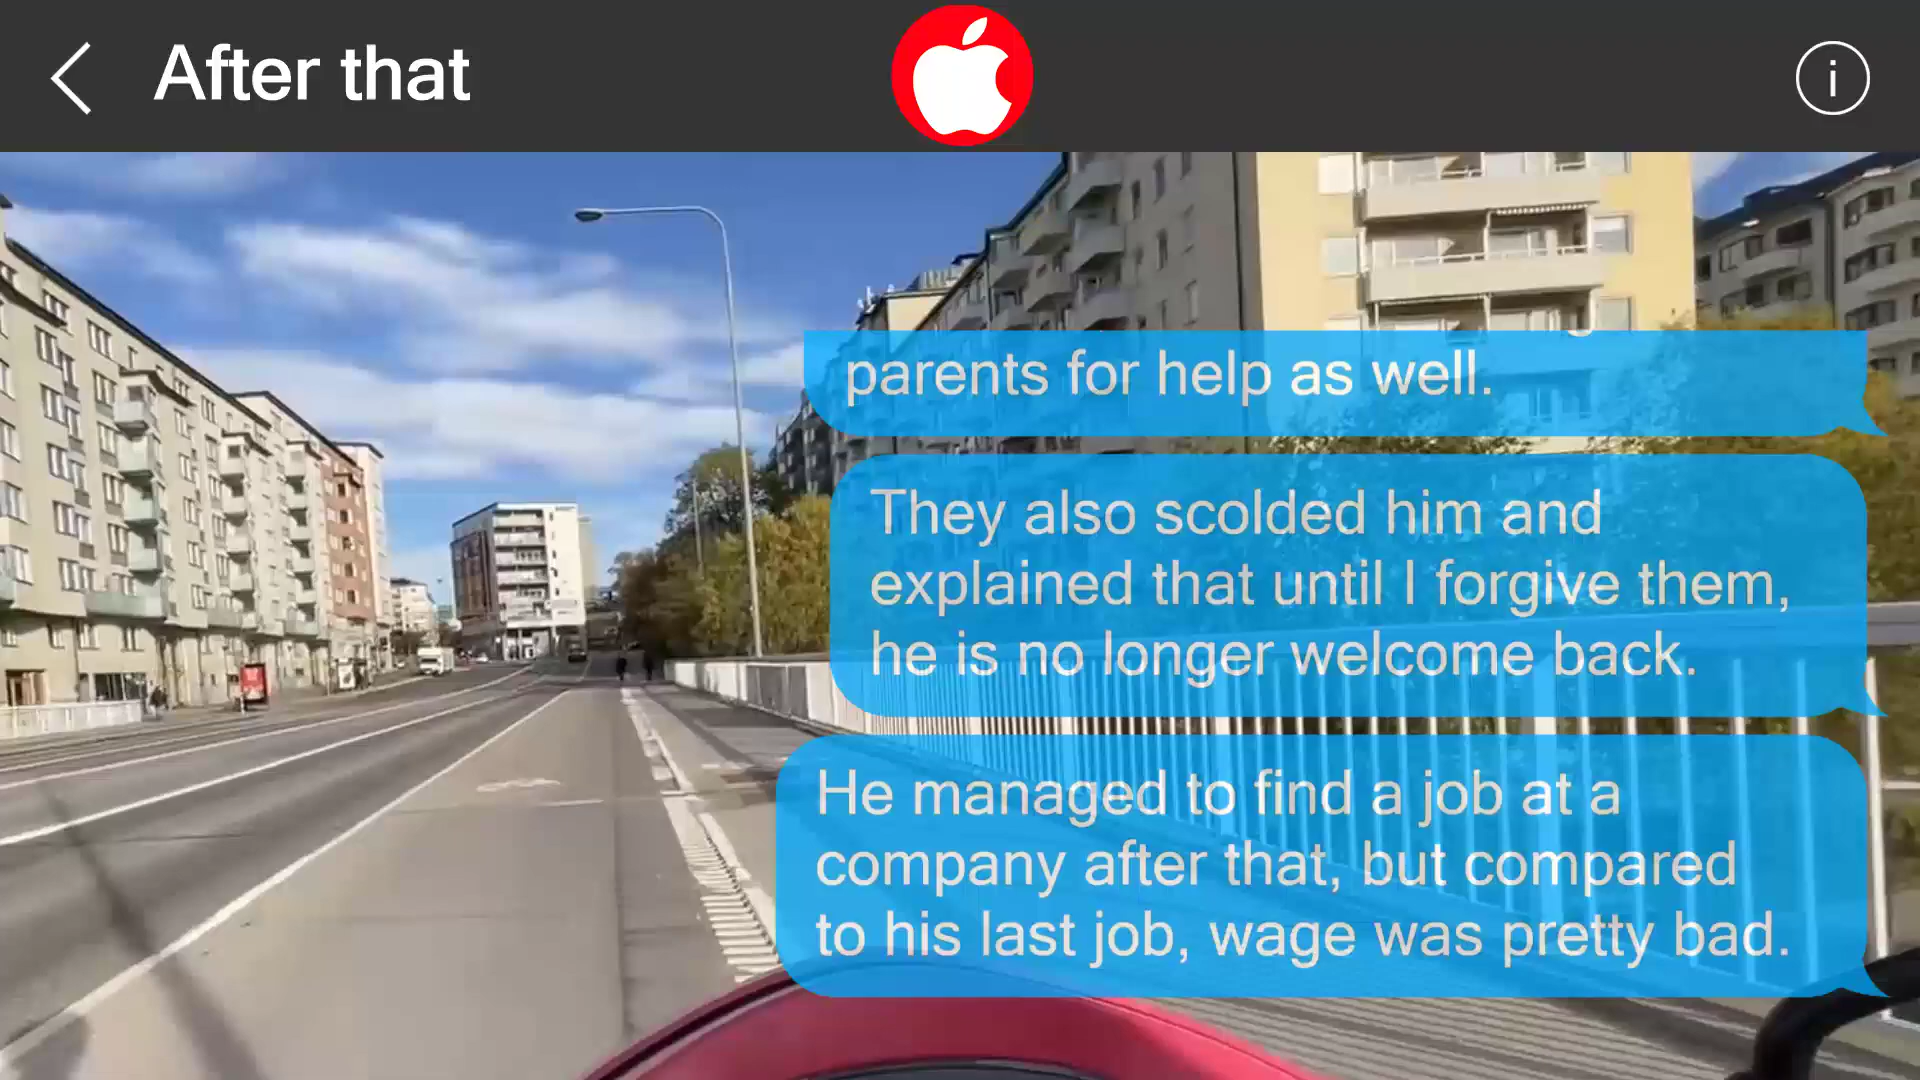 After that
parents for help as well.
They also scolded him and
explained that until I forgive them,
he is no longer welcome back.
He managed to find a job at a
company after that, but compared
to his last job, wage was pretty bad.